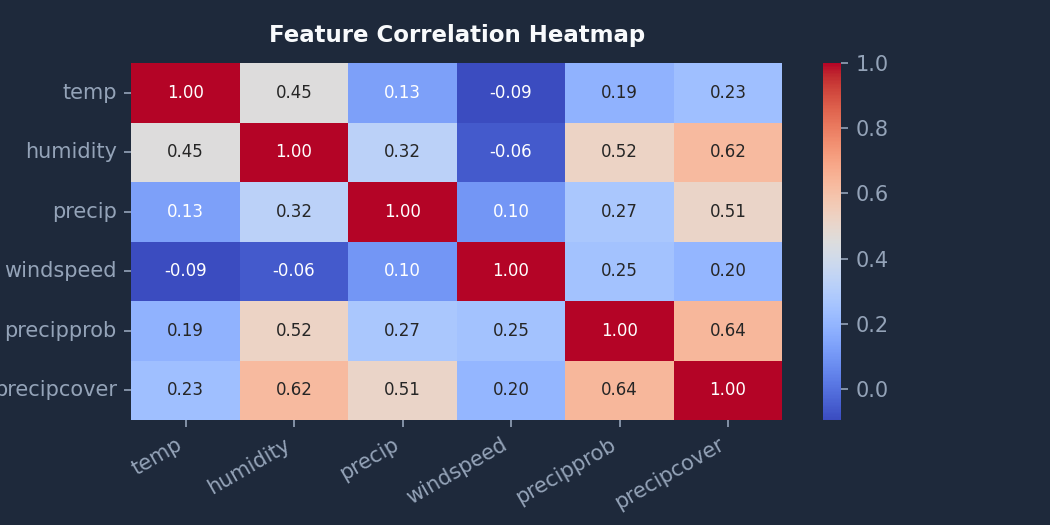 Feature Correlation Heatmap
temp 1.00 0.45 0.13 -0.09 0.19 0.23
humidity 0.45 1.00 0.32 -0.06 0.52 0.62
precip 0.13 0.32 1.00 0.10 0.27 0.51
windspeed -0.09 -0.06 0.10 1.00 0.25 0.20
precipprob 0.19 0.52 0.27 0.25 1.00 0.64
precipcover 0.23 0.62 0.51 0.20 0.64 1.00
temp humidity precip windspeed precipprob precipcover
1.0
0.8
0.6
0.4
0.2
0.0